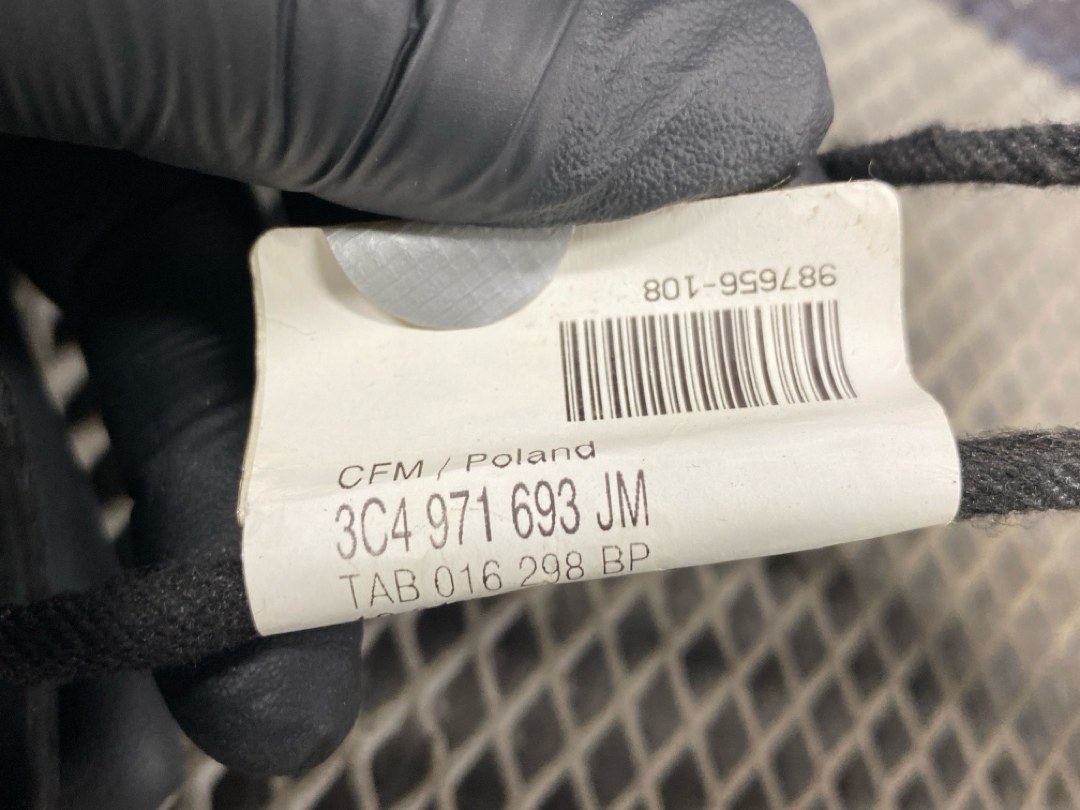 987656-108
CFM / Poland
3C4 971 693 JM
TAB 016 298 BP